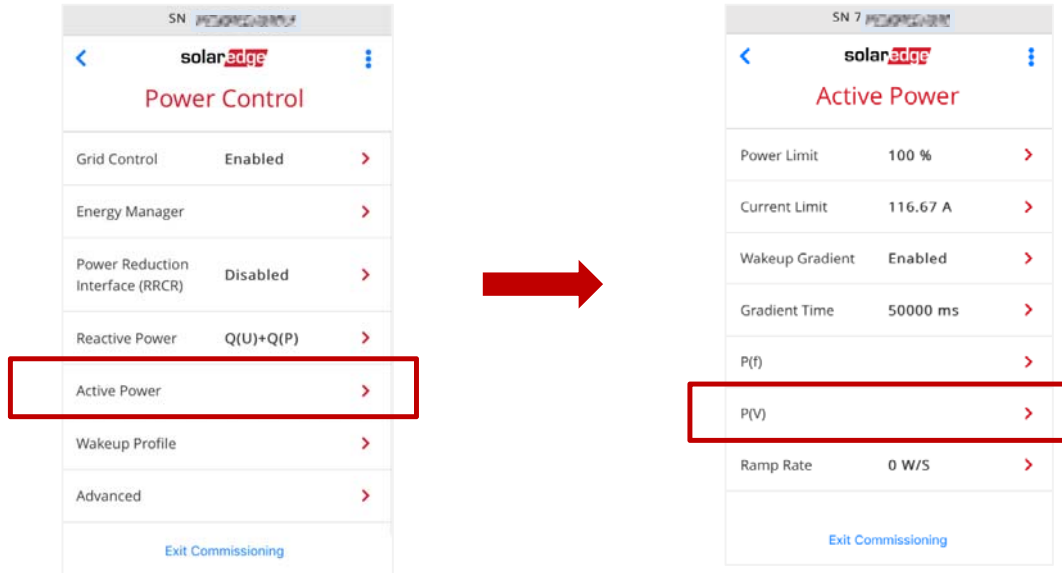 SN
solaredge
Power Control
Grid Control Enabled
Energy Manager
Power Reduction
Interface (RRCR) Disabled
Reactive Power Q(U)+Q(P)
Active Power
Wakeup Profile
Advanced
Exit Commissioning
SN 7
solaredge
Active Power
Power Limit 100 %
Current Limit 116.67 A
Wakeup Gradient Enabled
Gradient Time 50000 ms
P(f)
P(V)
Ramp Rate 0 W/S
Exit Commissioning